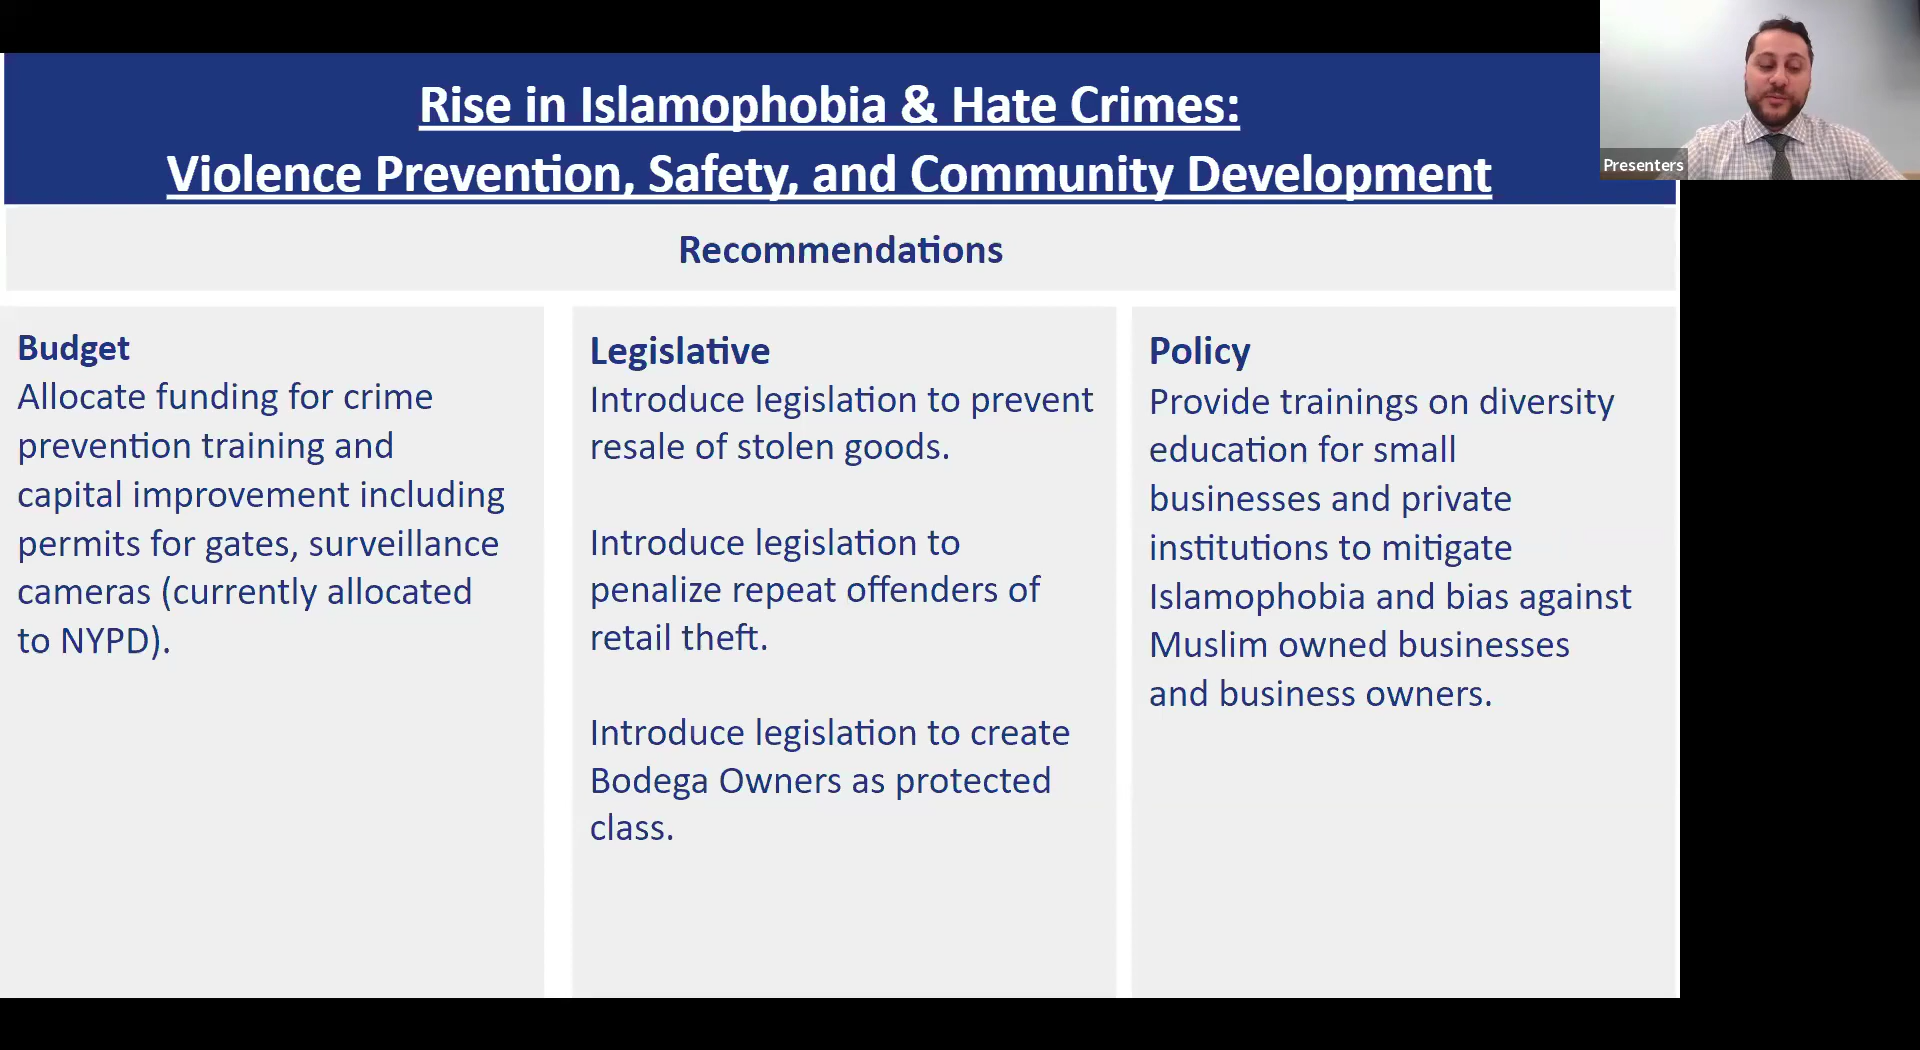 Rise in Islamophobia & Hate Crimes:
Violence Prevention, Safety, and Community Development
Presenters
Recommendations
Budget
Allocate funding for crime
prevention training and
capital improvement including
permits for gates, surveillance
cameras (currently allocated
to NYPD).
Legislative
Introduce legislation to prevent
resale of stolen goods.
Introduce legislation to
penalize repeat offenders of
retail theft.
Introduce legislation to create
Bodega Owners as protected
class.
Policy
Provide trainings on diversity
education for small
businesses and private
institutions to mitigate
Islamophobia and bias against
Muslim owned businesses
and business owners.